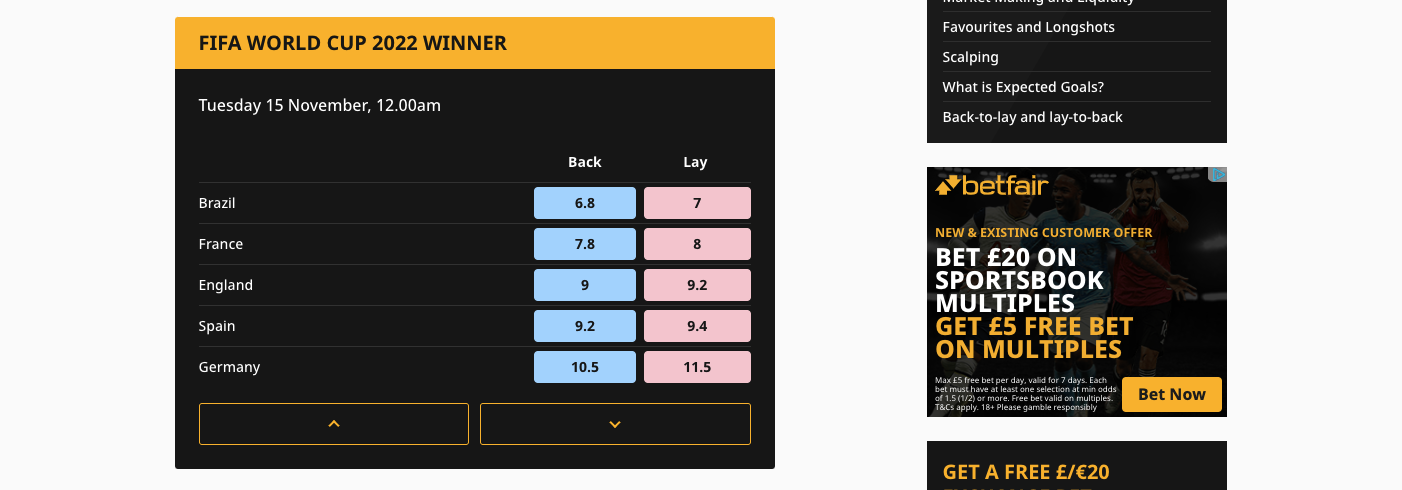 FIFA WORLD CUP 2022 WINNER
Tuesday 15 November, 12.00am
Back Lay
Brazil 6.8 7
France 7.8 8
England 9 9.2
Spain 9.2 9.4
Germany 10.5 11.5
Market Making and Liquidity
Favourites and Longshots
Scalping
What is Expected Goals?
Back-to-lay and lay-to-back
betfair
NEW & EXISTING CUSTOMER OFFER
BET £20 ON
SPORTSBOOK
MULTIPLES
GET £5 FREE BET
ON MULTIPLES
Max £5 free bet per day, valid for 7 days. Each
bet must have at least one selection at min odds
of 1.5 (1/2) or more. Free bet valid on multiples.
T&Cs apply. 18+ Please gamble responsibly
Bet Now
GET A FREE £/€20